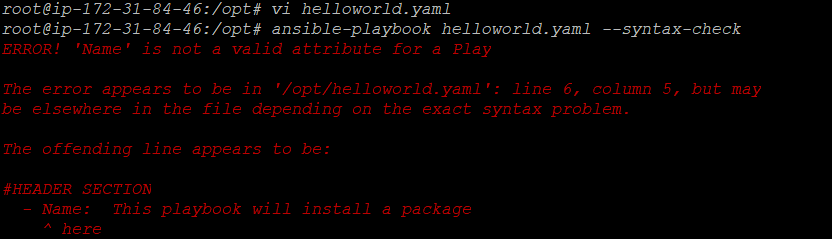 root@ip-172-31-84-46:/opt# vi helloworld.yaml
root@ip-172-31-84-46:/opt# ansible-playbook helloworld.yaml --syntax-check
ERROR! 'Name' is not a valid attribute for a Play
The error appears to be in '/opt/helloworld.yaml': line 6, column 5, but may
be elsewhere in the file depending on the exact syntax problem.
The offending line appears to be:
#HEADER SECTION
  - Name:  This playbook will install a package
    ^ here